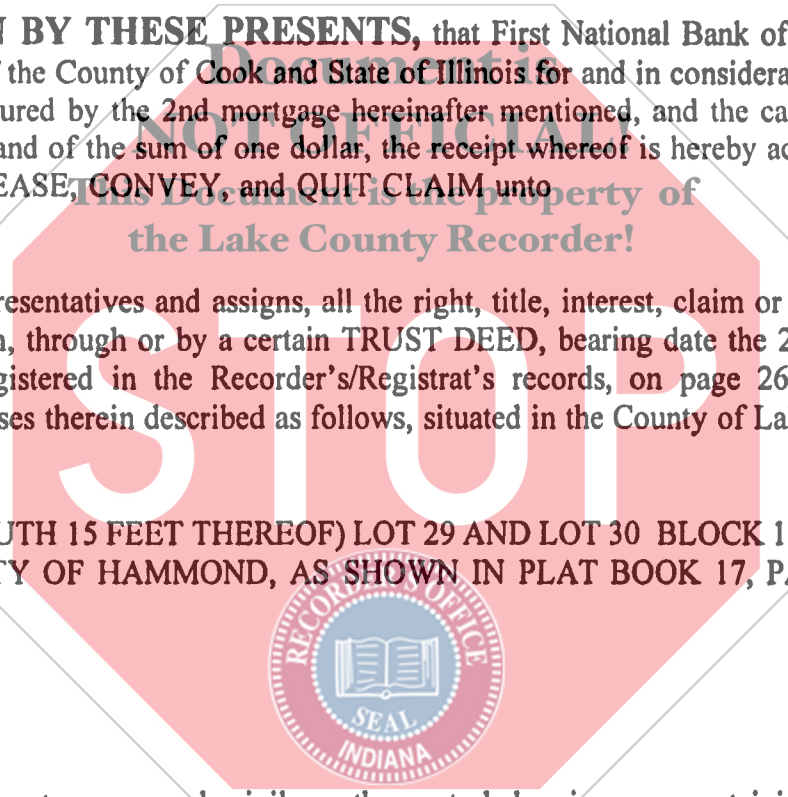 N BY THESE PRESENTS, that First National Bank of
Document is
f the County of Cook and State of Illinois for and in considera
ured by the 2nd mortgage hereinafter mentioned, and the ca
NOT OFFICIAL
and of the sum of one dollar, the receipt whereof is hereby ac
EASE, CONVEY, and QUIT CLAIM unto
This Document is the property of
the Lake County Recorder!
resentatives and assigns, all the right, title, interest, claim or
, through or by a certain TRUST DEED, bearing date the 2
gistered in the Recorder's/Registrat's records, on page 26
ses therein described as follows, situated in the County of La
STOP
UTH 15 FEET THEREOF) LOT 29 AND LOT 30 BLOCK 1
TY OF HAMMOND, AS SHOWN IN PLAT BOOK 17, PA
RECORDER'S OFFICE
SEAL
INDIANA